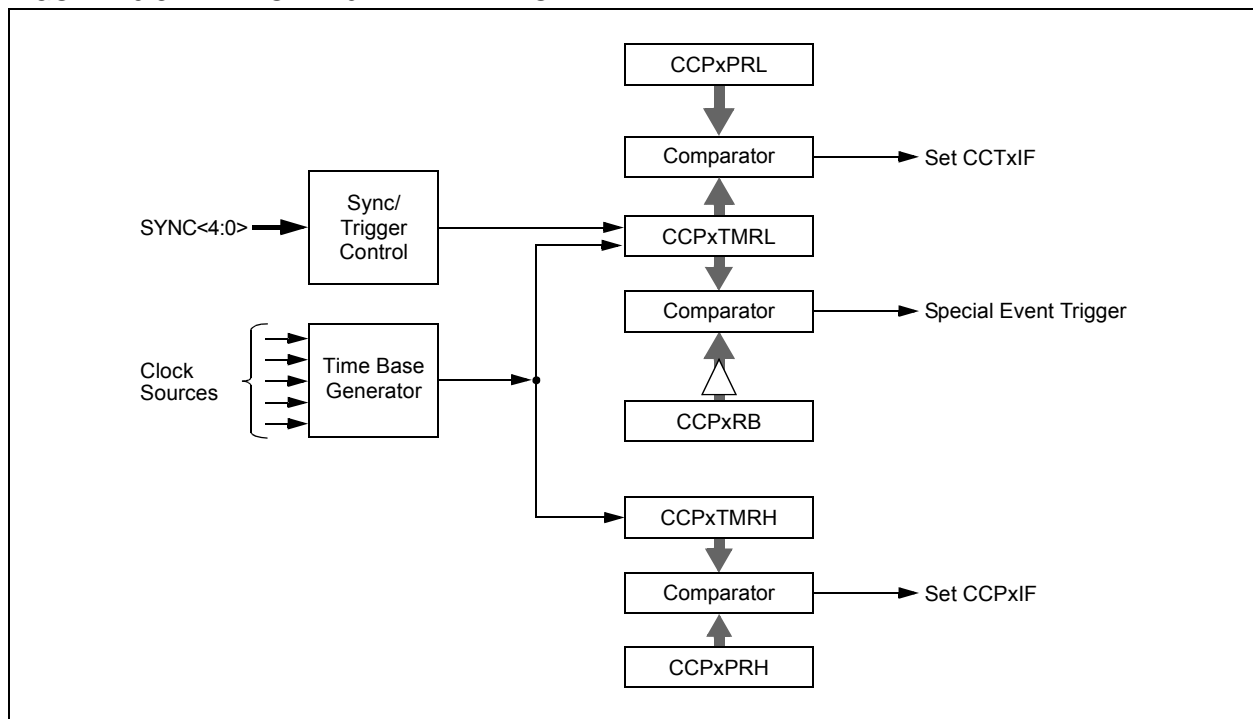 CCPxPRL
Comparator
Set CCTxIF
Sync/
Trigger
Control
SYNC<4:0>
CCPxTMRL
Comparator
Special Event Trigger
Clock
Sources
Time Base
Generator
CCPxRB
CCPxTMRH
Comparator
Set CCPxIF
CCPxPRH